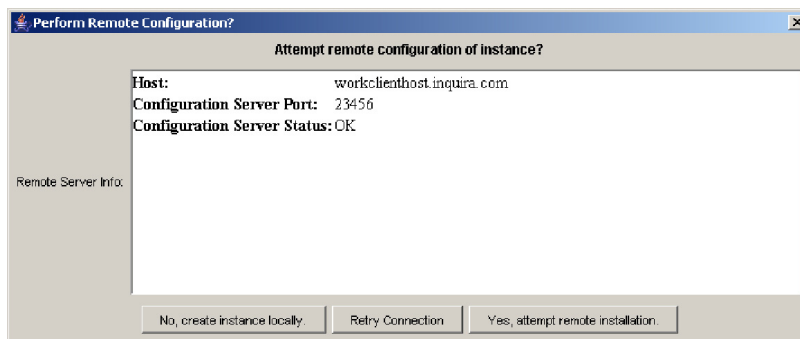 Perform Remote Configuration?
Attempt remote configuration of instance?
Host: workclienthost.inquira.com
Configuration Server Port: 23456
Configuration Server Status: OK
Remote Server Info:
No, create instance locally. Retry Connection Yes, attempt remote installation.